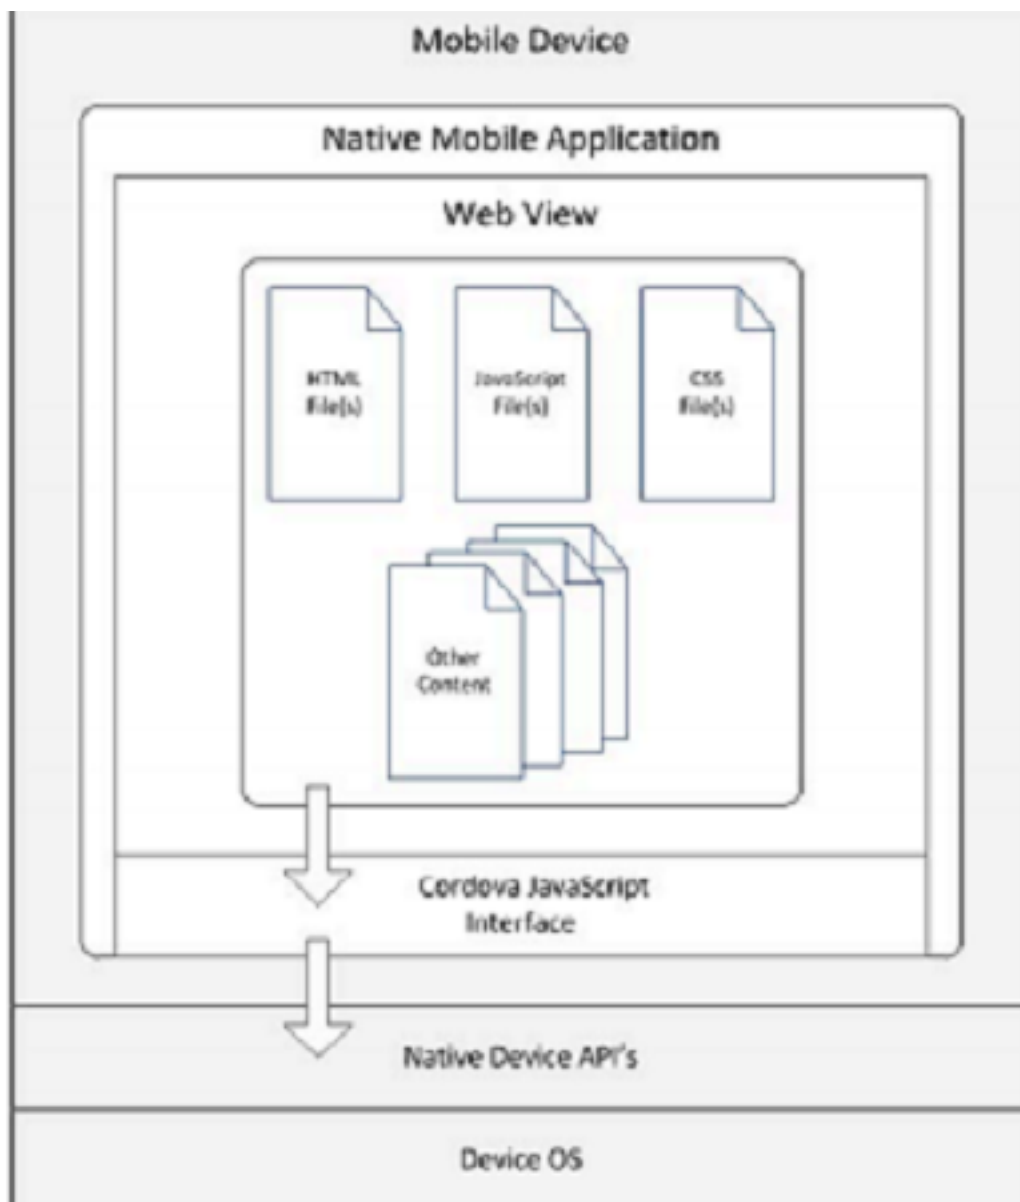 Mobile Device
Native Mobile Application
Web View
HTML
File(s)
JavaScript
File(s)
CSS
File(s)
Other
Content
Cordova JavaScript
Interface
Native Device API's
Device OS